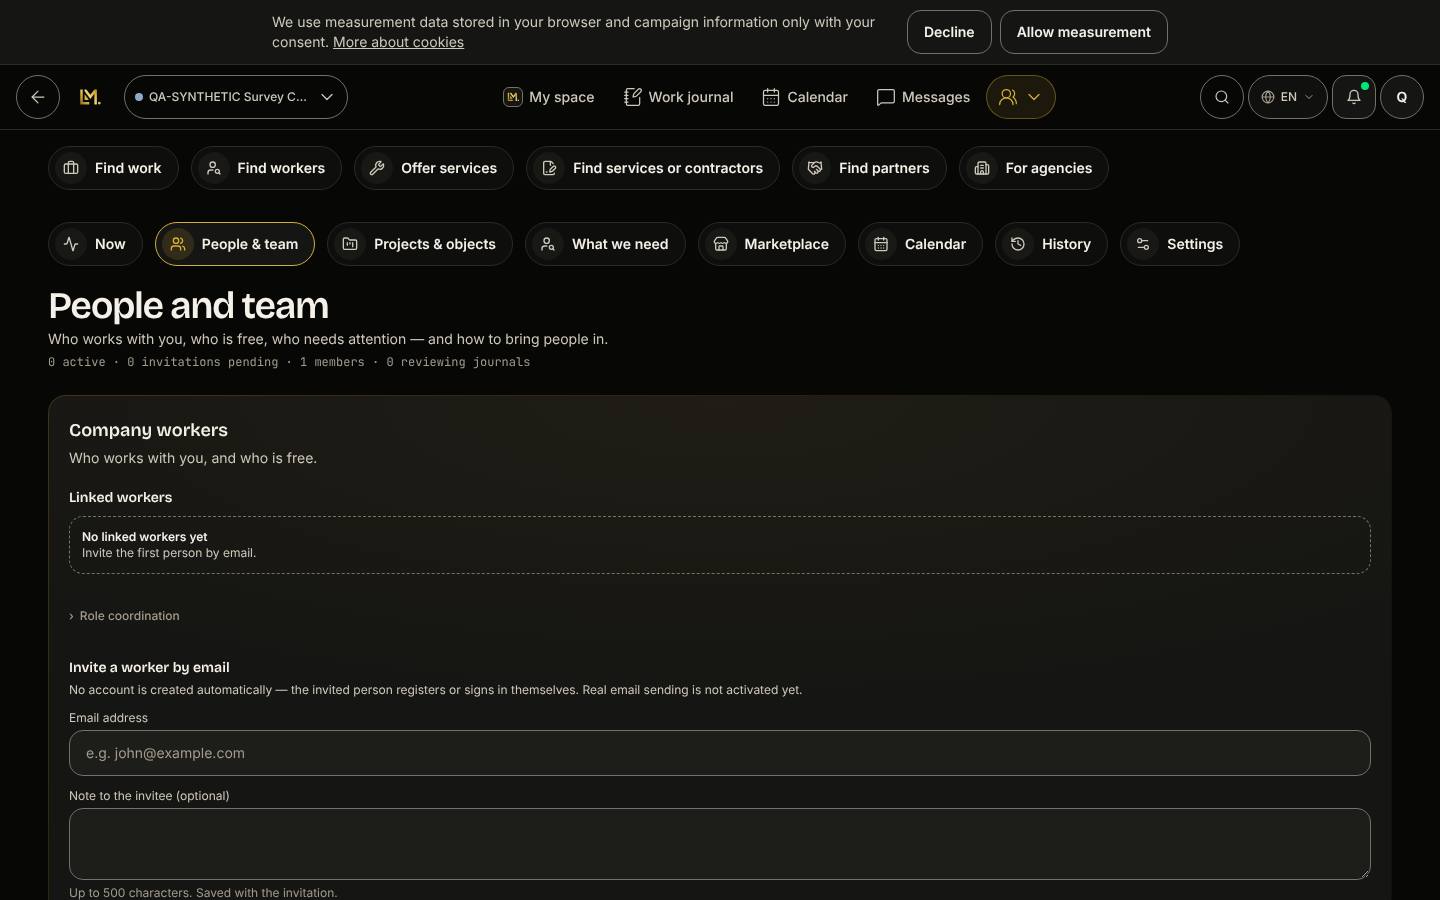 We use measurement data stored in your browser and campaign information only with your
consent. More about cookies
Decline
Allow measurement
LM.
QA-SYNTHETIC Survey C...
LM.
My space
Work journal
Calendar
Messages
EN
Q
Find work
Find workers
Offer services
Find services or contractors
Find partners
For agencies
Now
People & team
Projects & objects
What we need
Marketplace
Calendar
History
Settings
People and team
Who works with you, who is free, who needs attention — and how to bring people in.
0 active · 0 invitations pending · 1 members · 0 reviewing journals
Company workers
Who works with you, and who is free.
Linked workers
No linked workers yet
Invite the first person by email.
› Role coordination
Invite a worker by email
No account is created automatically — the invited person registers or signs in themselves. Real email sending is not activated yet.
Email address
e.g. john@example.com
Note to the invitee (optional)
Up to 500 characters. Saved with the invitation.